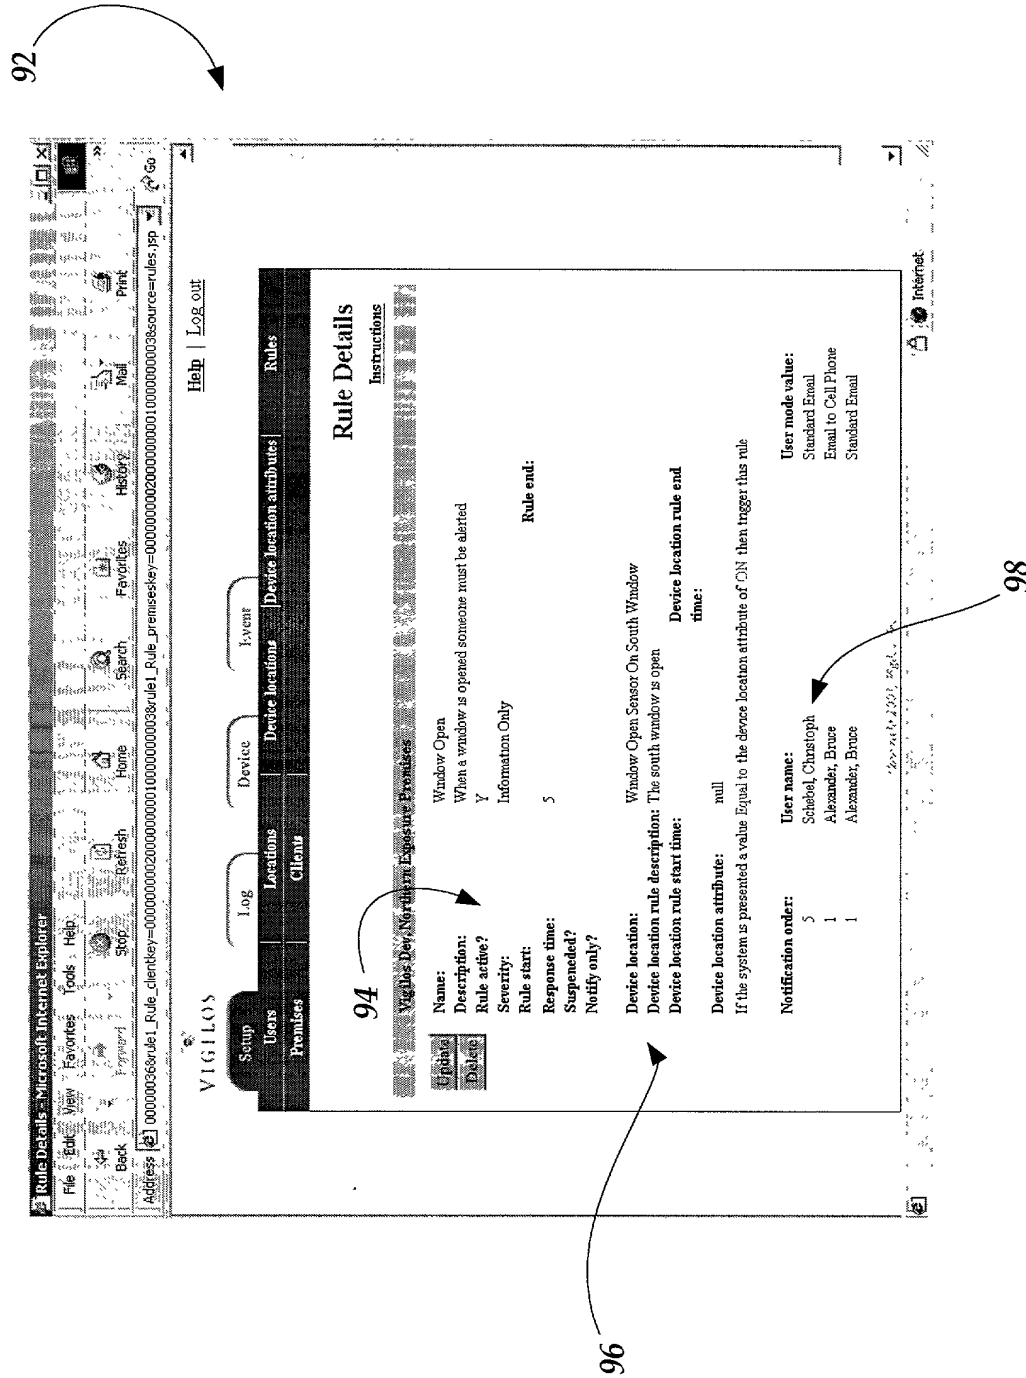 92
Rule Details - Microsoft Internet Explorer
File Edit View Favorites Tools Help
Back Forward Stop Refresh Home Search Favorites History Mail Print »
Address 00000036&rule1_Rule_clientkey= Go
VIGILOS
Help | Log out
Setup Log Device Event
Users Locations Device locations Device location attributes Rules
Premises Clients
Rule Details
Instructions
Vigilos Dev, Northern Exposure Premises
94
Update
Delete
Name: Window Open
Description: When a window is opened someone must be alerted
Rule active? Y
Severity: Information Only
Rule start: Rule end:
Response time: 5
Suspeneded?
Notify only?
96
Device location: Window Open Sensor On South Window
Device location rule description: The south window is open
Device location rule start time: Device location rule end time:
Device location attribute: null
If the system is presented a value Equal to the device location attribute of ON then trigger this rule
Notification order: User name: User mode value:
5 Schebel, Christoph Standard Email
1 Alexander, Bruce Email to Cell Phone
1 Alexander, Bruce Standard Email
98
Internet